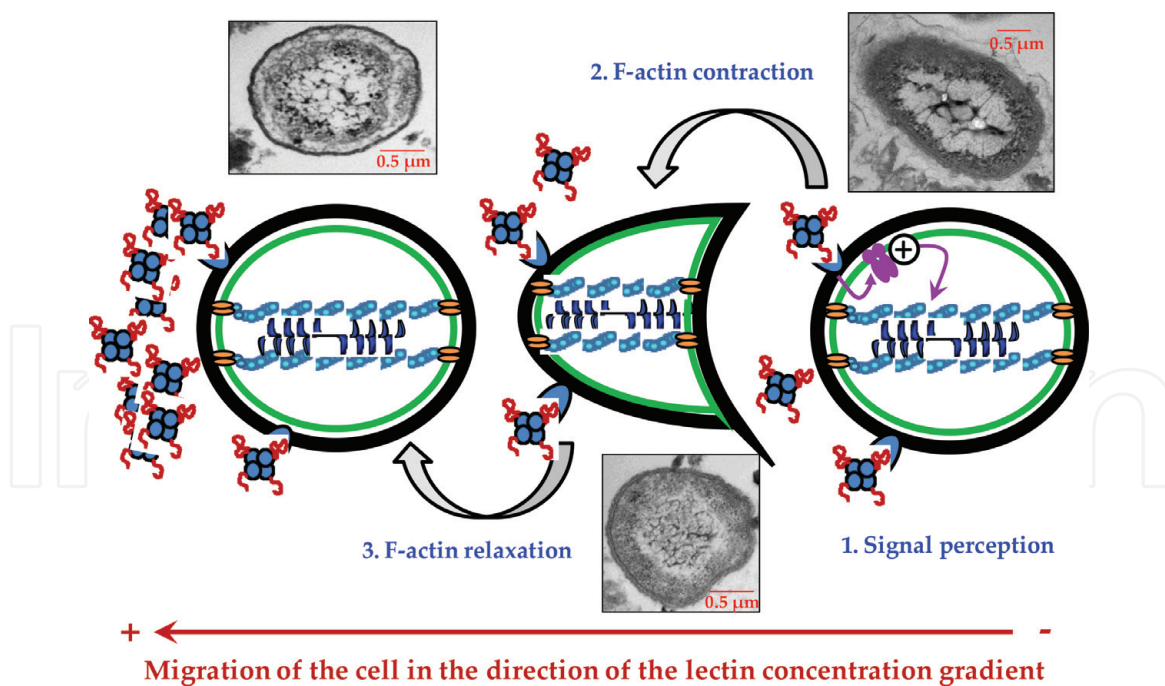 0.5 µm
0.5 µm
2. F-actin contraction
+
3. F-actin relaxation
0.5 µm
1. Signal perception
+ -
Migration of the cell in the direction of the lectin concentration gradient